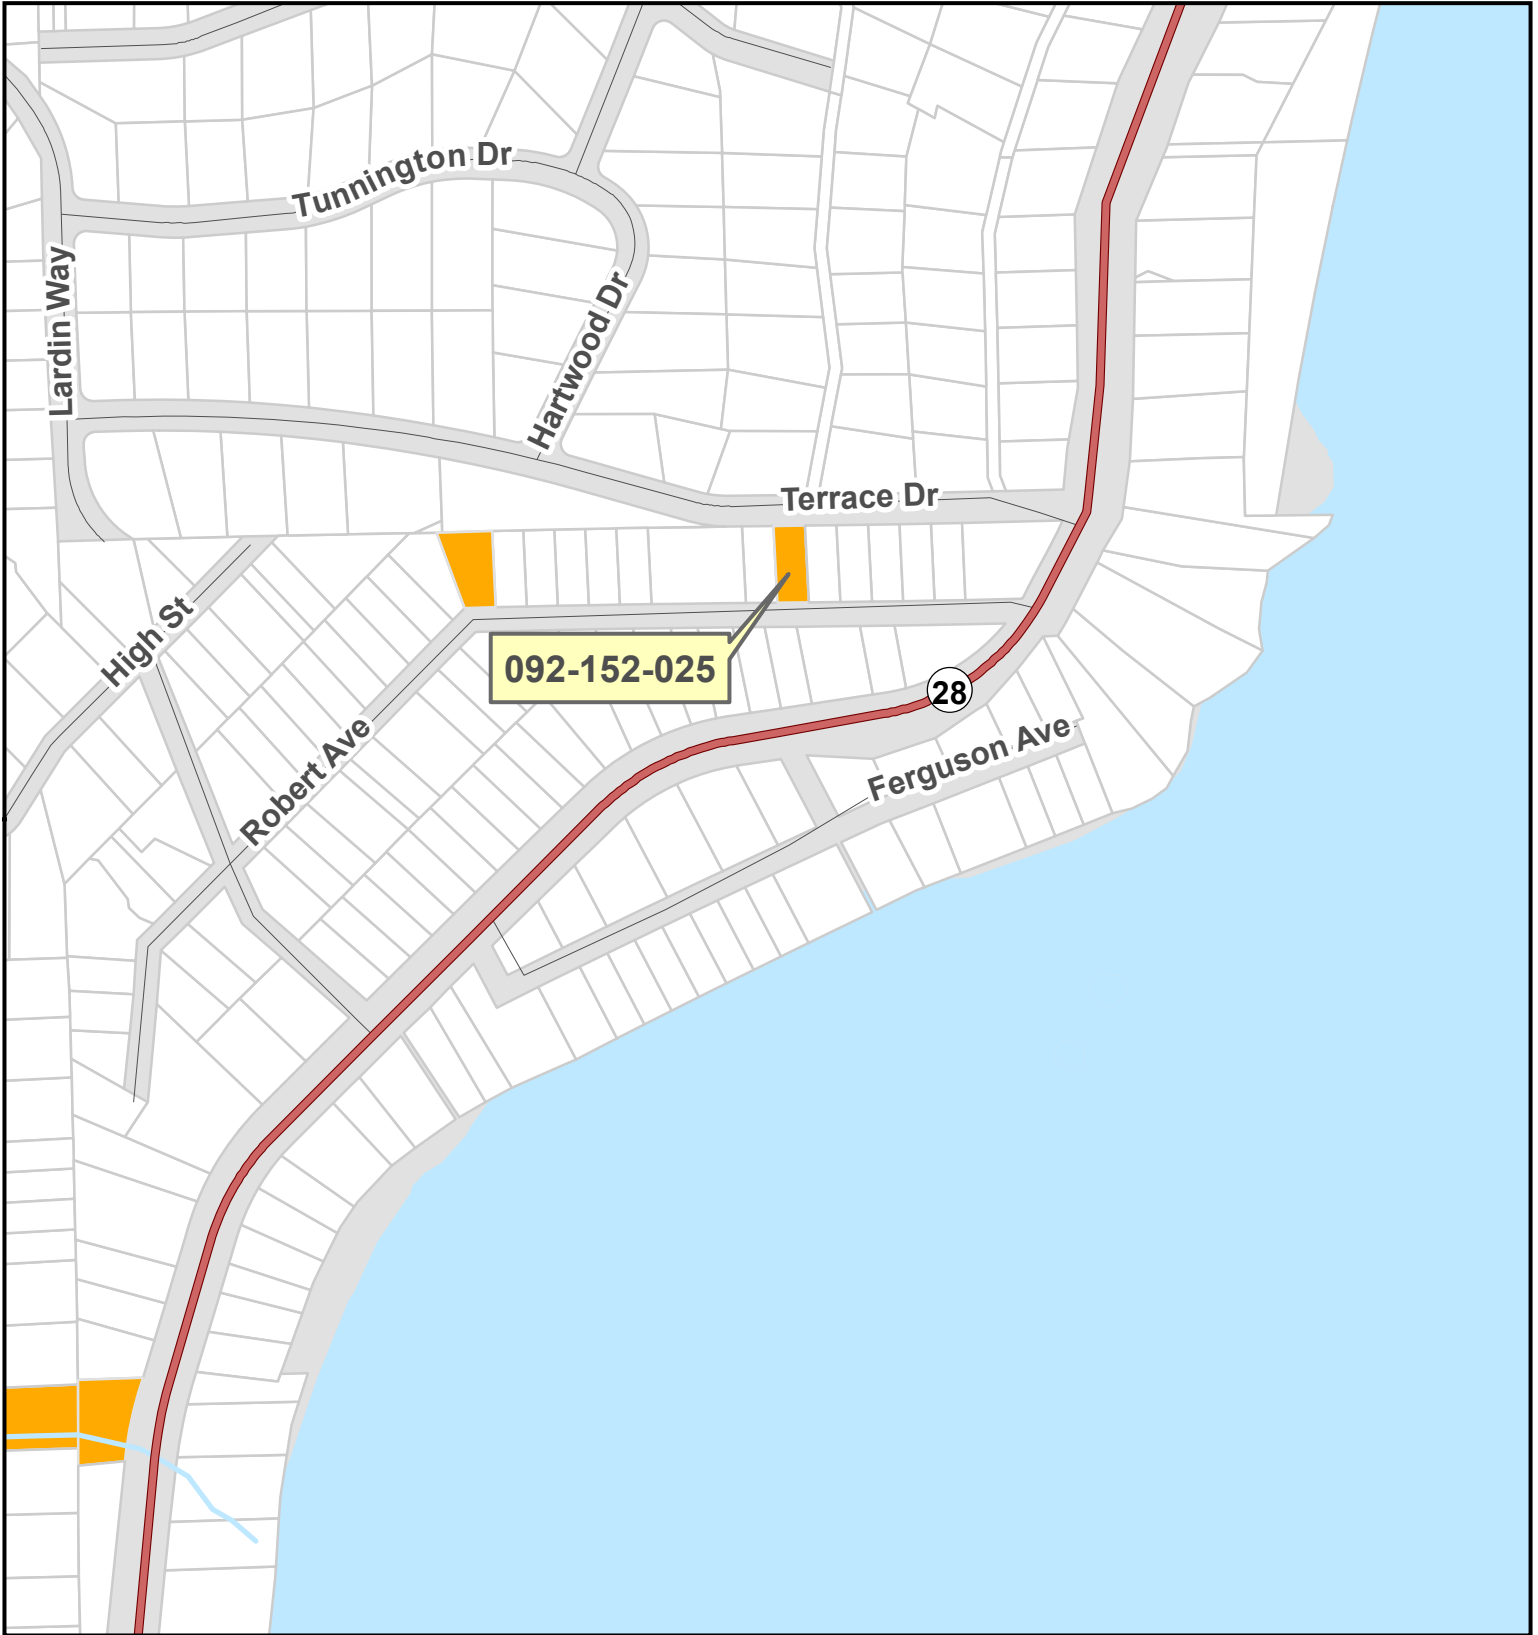 Tunnington Dr
Lardin Way
Hartwood Dr
Terrace Dr
High St
092-152-025
28
Robert Ave
Ferguson Ave